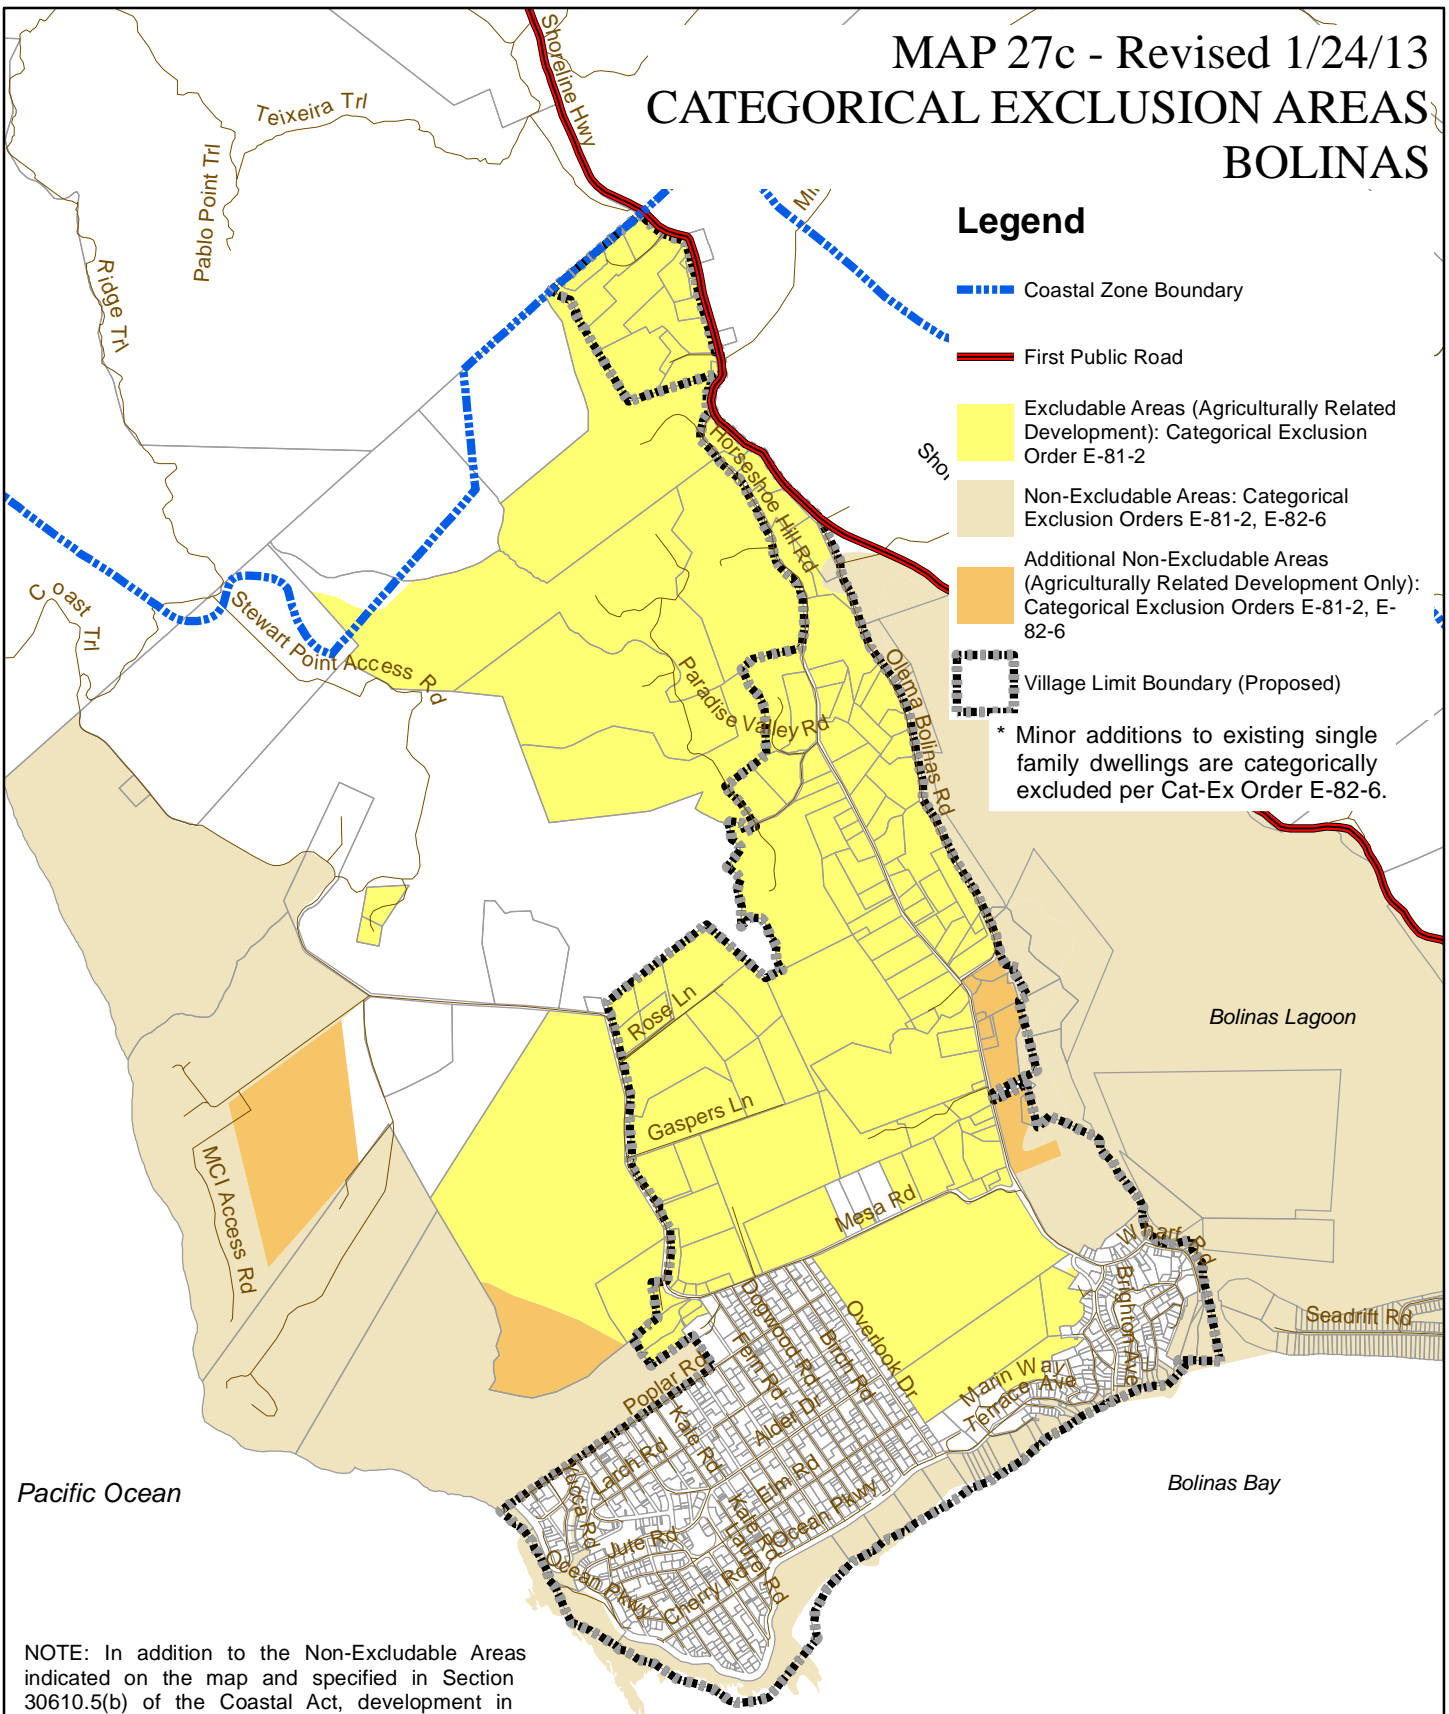 MAP 27c - Revised 1/24/13
CATEGORICAL EXCLUSION AREAS
BOLINAS
Legend
Coastal Zone Boundary
First Public Road
Excludable Areas (Agriculturally Related
Development): Categorical Exclusion
Order E-81-2
Non-Excludable Areas: Categorical
Exclusion Orders E-81-2, E-82-6
Additional Non-Excludable Areas
(Agriculturally Related Development Only):
Categorical Exclusion Orders E-81-2, E-
82-6
Village Limit Boundary (Proposed)
* Minor additions to existing single
family dwellings are categorically
excluded per Cat-Ex Order E-82-6.
Shoreline Hwy
Teixeira Trl
Pablo Point Trl
Ridge Trl
Horseshoe Hill Rd
Coast Trl
Stewart Point Access Rd
Paradise Valley Rd
Olema Bolinas Rd
Rose Ln
Bolinas Lagoon
Gaspers Ln
MCI Access Rd
Mesa Rd
Wharf Rd
Brighton Ave
Seadrift Rd
Overlook Dr
Dogwood Rd
Birch Rd
Fern Rd
Poplar Rd
Marin Way
Terrace Ave
Alder Dr
Kale Rd
Larch Rd
Elm Rd
Yucca Rd
Ocean Pkwy
Kale Rd
Laurel Rd
Jute Rd
Ocean Pkwy
Cherry Rd
Pacific Ocean
Bolinas Bay
NOTE: In addition to the Non-Excludable Areas
indicated on the map and specified in Section
30610.5(b) of the Coastal Act, development in